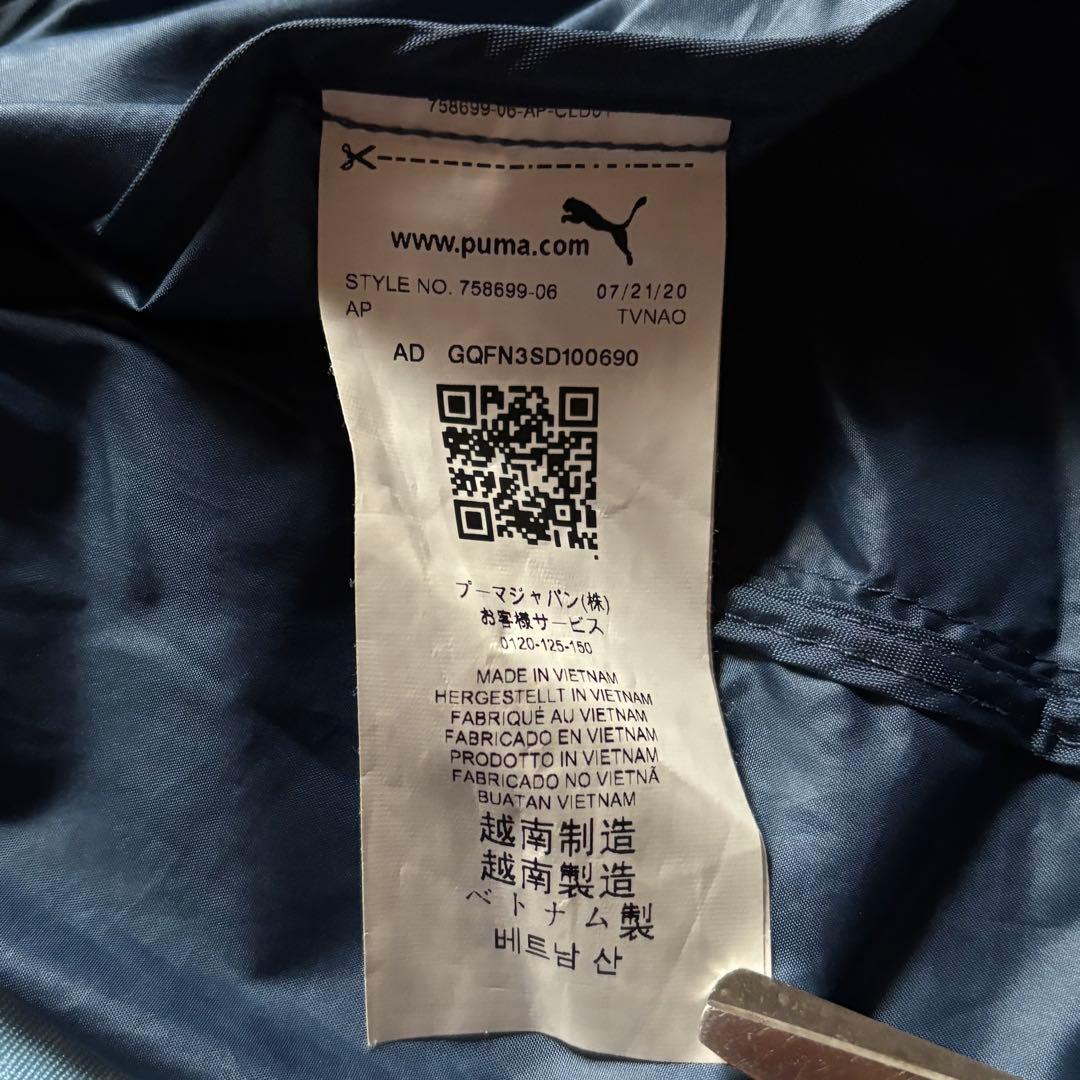 758699-06-AP-CLD01
www.puma.com
STYLE NO. 758699-06 07/21/20
AP TVNAO
AD GQFN3SD100690
プーマジャパン(株)
お客様サービス
0120-125-150
MADE IN VIETNAM
HERGESTELLT IN VIETNAM
FABRIQUÉ AU VIETNAM
FABRICADO EN VIETNAM
PRODOTTO IN VIETNAM
FABRICADO NO VIETNÃ
BUATAN VIETNAM
越南制造
越南製造
ベトナム製
베트남 산